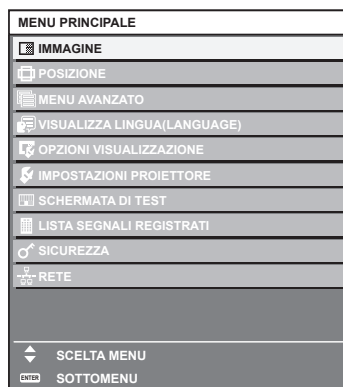 MENU PRINCIPALE
IMMAGINE
POSIZIONE
MENU AVANZATO
VISUALIZZA LINGUA(LANGUAGE)
OPZIONI VISUALIZZAZIONE
IMPOSTAZIONI PROIETTORE
SCHERMATA DI TEST
LISTA SEGNALI REGISTRATI
SICUREZZA
RETE
SCELTA MENU
ENTER SOTTOMENU